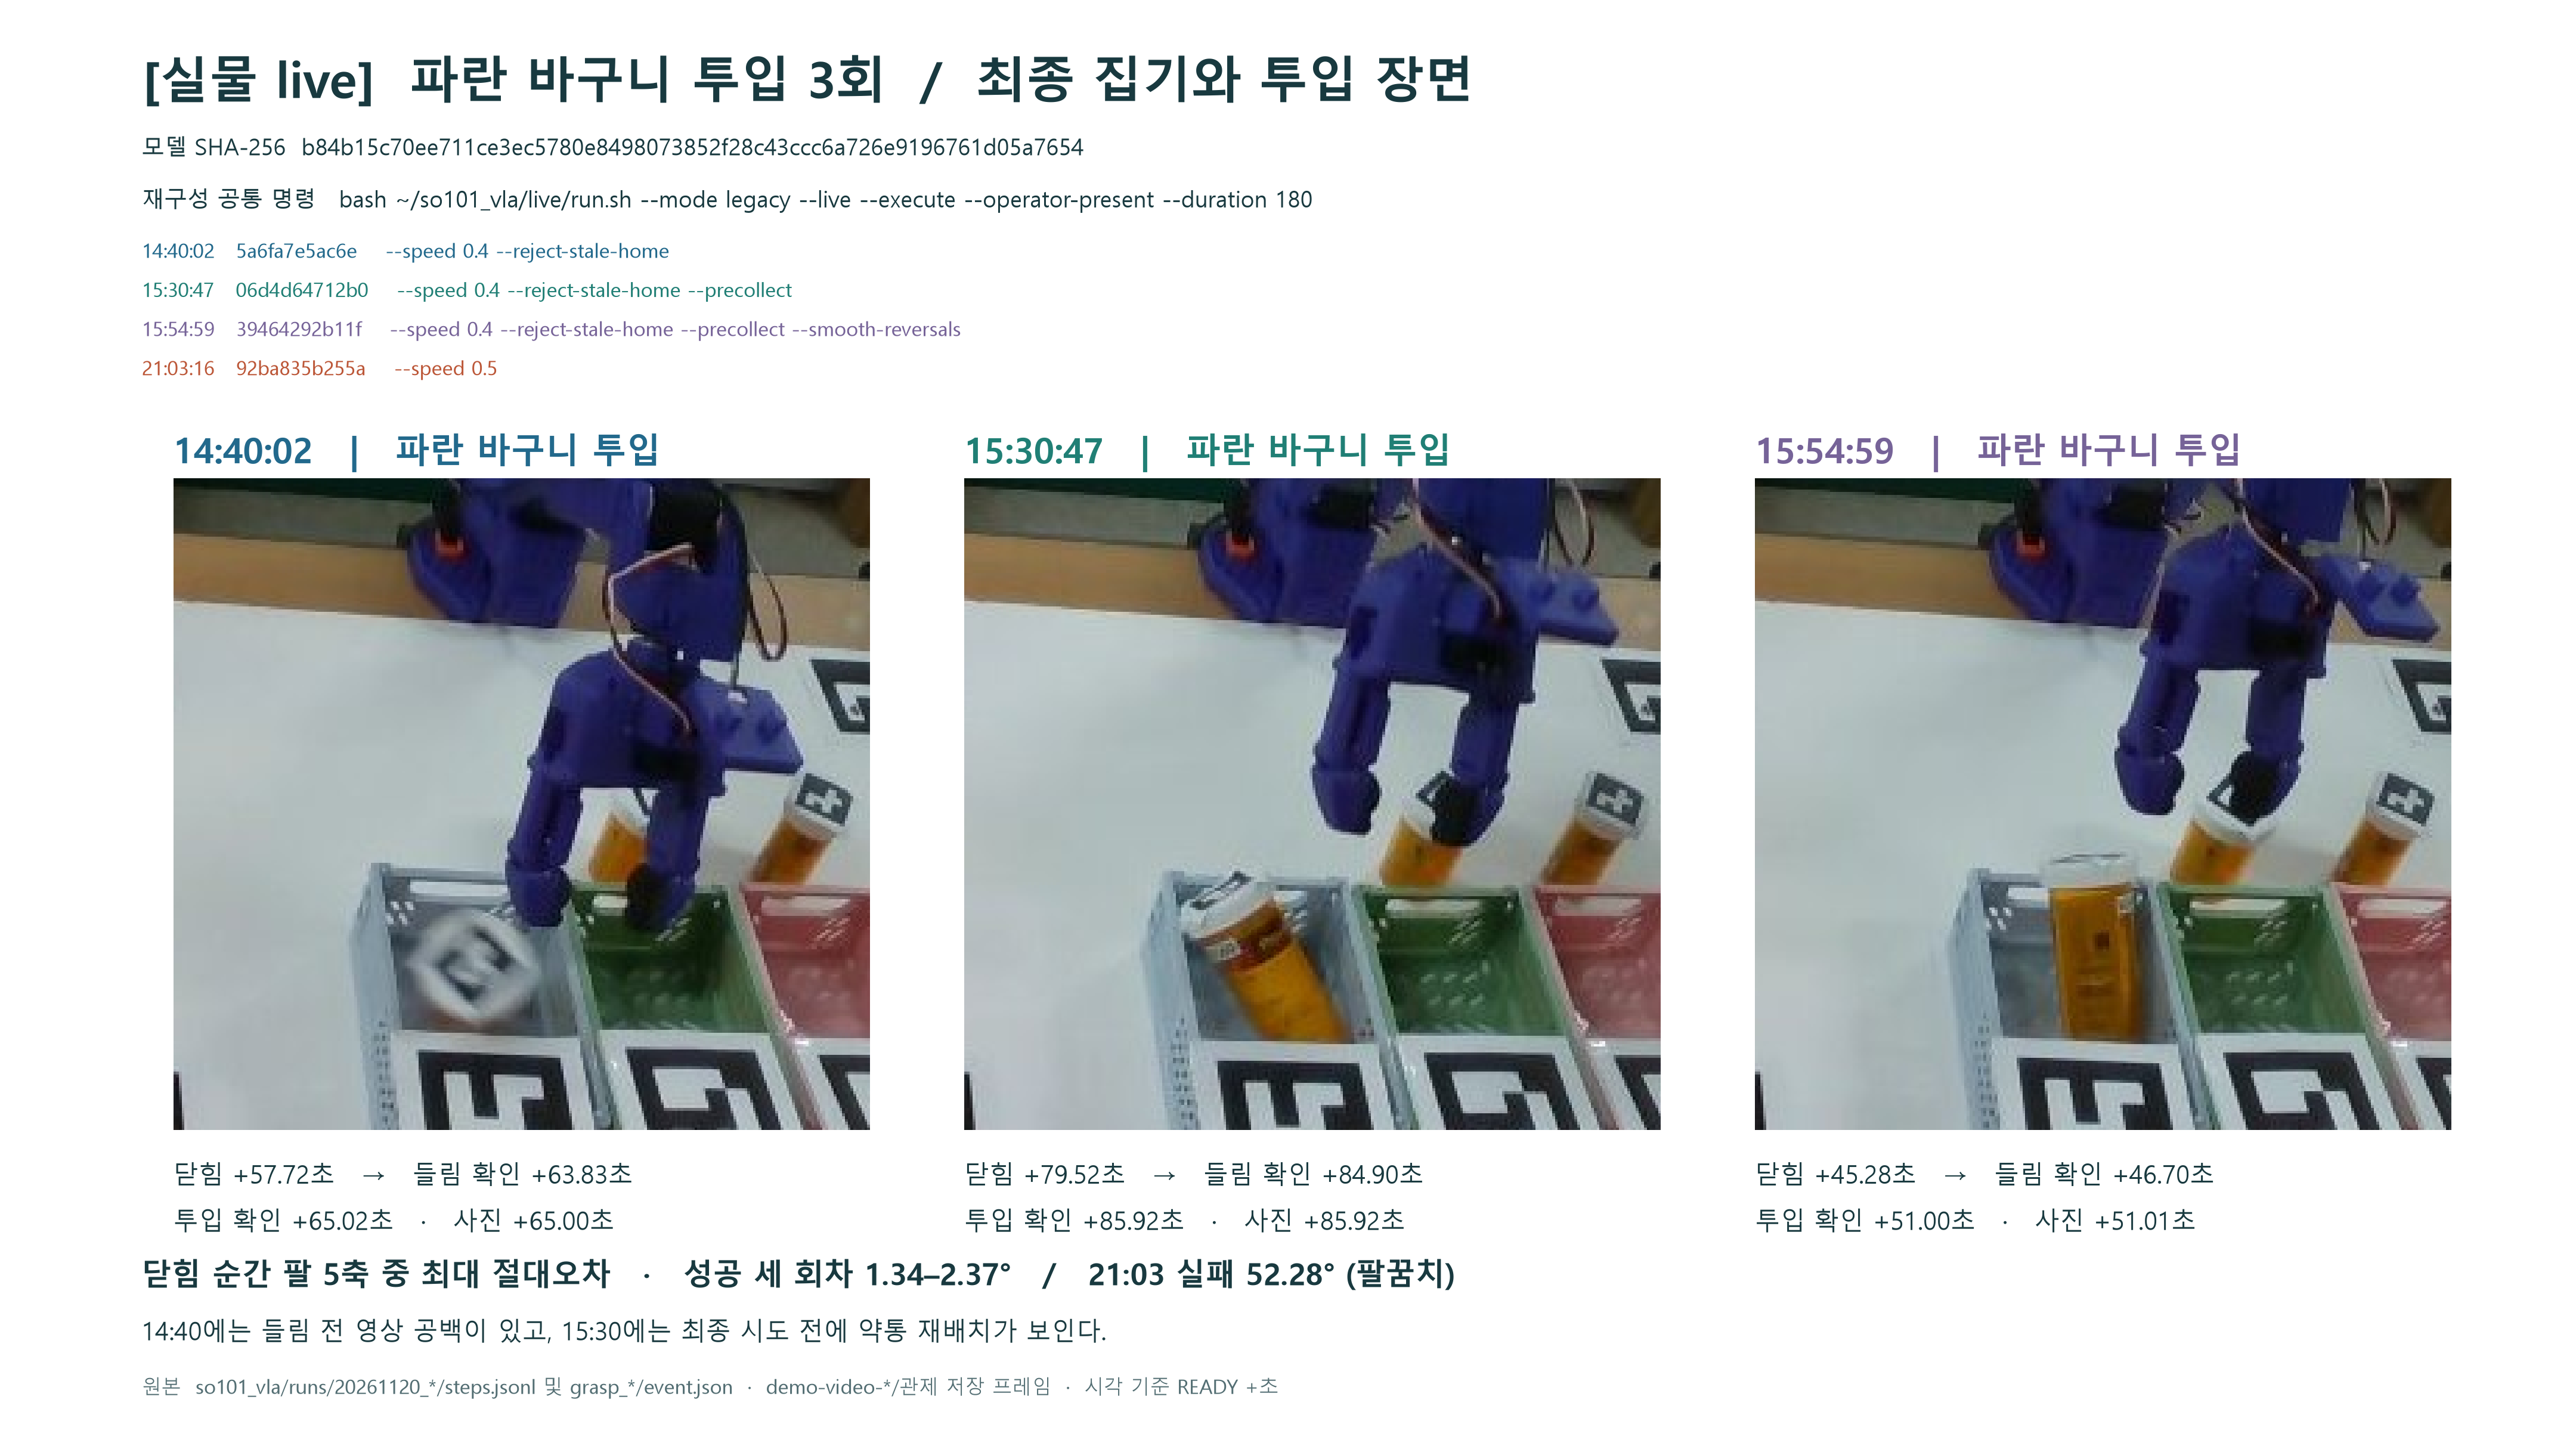 [실물 live] 파란 바구니 투입 3회 / 최종 집기와 투입 장면
모델 SHA-256 b84b15c70ee711ce3ec5780e8498073852f28c43ccc6a726e9196761d05a7654
재구성 공통 명령 bash ~/so101_vla/live/run.sh --mode legacy --live --execute --operator-present --duration 180
14:40:02 5a6fa7e5ac6e --speed 0.4 --reject-stale-home
15:30:47 06d4d64712b0 --speed 0.4 --reject-stale-home --precollect
15:54:59 39464292b11f --speed 0.4 --reject-stale-home --precollect --smooth-reversals
21:03:16 92ba835b255a --speed 0.5
14:40:02 | 파란 바구니 투입
15:30:47 | 파란 바구니 투입
15:54:59 | 파란 바구니 투입
닫힘 +57.72초 → 들림 확인 +63.83초
투입 확인 +65.02초 · 사진 +65.00초
닫힘 +79.52초 → 들림 확인 +84.90초
투입 확인 +85.92초 · 사진 +85.92초
닫힘 +45.28초 → 들림 확인 +46.70초
투입 확인 +51.00초 · 사진 +51.01초
닫힘 순간 팔 5축 중 최대 절대오차 · 성공 세 회차 1.34–2.37° / 21:03 실패 52.28° (팔꿈치)
14:40에는 들림 전 영상 공백이 있고, 15:30에는 최종 시도 전에 약통 재배치가 보인다.
원본 so101_vla/runs/20261120_*/steps.jsonl 및 grasp_*/event.json · demo-video-*/관제 저장 프레임 · 시각 기준 READY +초